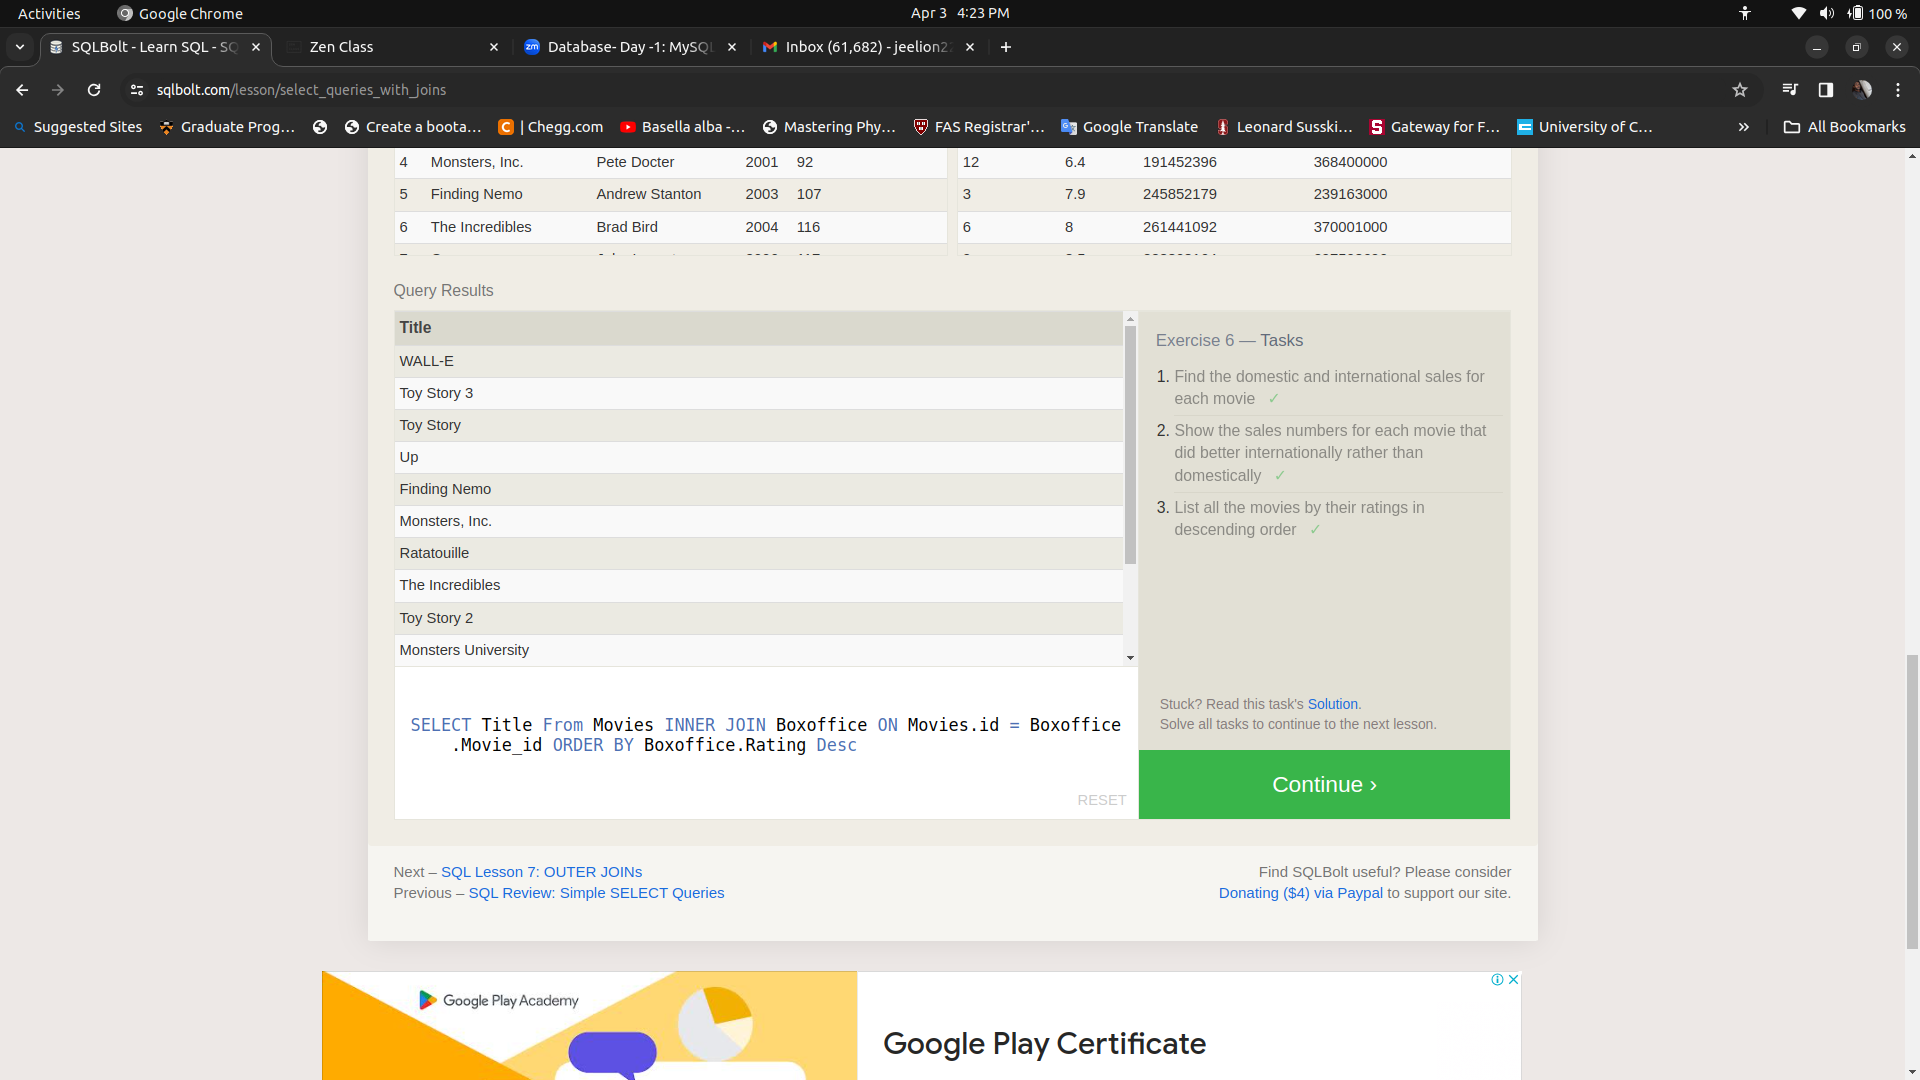 Activities
Google Chrome
Apr 3 4:23 PM
100 %
SQLBolt - Learn SQL - SQ
Zen Class
zm Database- Day -1: MySQL
Inbox (61,682) - jeelion22
sqlbolt.com/lesson/select_queries_with_joins
Suggested Sites
Graduate Prog…
Create a boota…
| Chegg.com
Basella alba -…
Mastering Phy…
FAS Registrar'…
Google Translate
Leonard Susski…
Gateway for F…
University of C…
»
All Bookmarks
4 Monsters, Inc. Pete Docter 2001 92
12 6.4 191452396 368400000
5 Finding Nemo Andrew Stanton 2003 107
3 7.9 245852179 239163000
6 The Incredibles Brad Bird 2004 116
6 8 261441092 370001000
Query Results
Title
WALL-E
Toy Story 3
Toy Story
Up
Finding Nemo
Monsters, Inc.
Ratatouille
The Incredibles
Toy Story 2
Monsters University
Exercise 6 — Tasks
1. Find the domestic and international sales for
each movie ✓
2. Show the sales numbers for each movie that
did better internationally rather than
domestically ✓
3. List all the movies by their ratings in
descending order ✓
Stuck? Read this task's Solution.
Solve all tasks to continue to the next lesson.
SELECT Title From Movies INNER JOIN Boxoffice ON Movies.id = Boxoffice
.Movie_id ORDER BY Boxoffice.Rating Desc
RESET
Continue ›
Next – SQL Lesson 7: OUTER JOINs
Previous – SQL Review: Simple SELECT Queries
Find SQLBolt useful? Please consider
Donating ($4) via Paypal to support our site.
Google Play Academy
Google Play Certificate